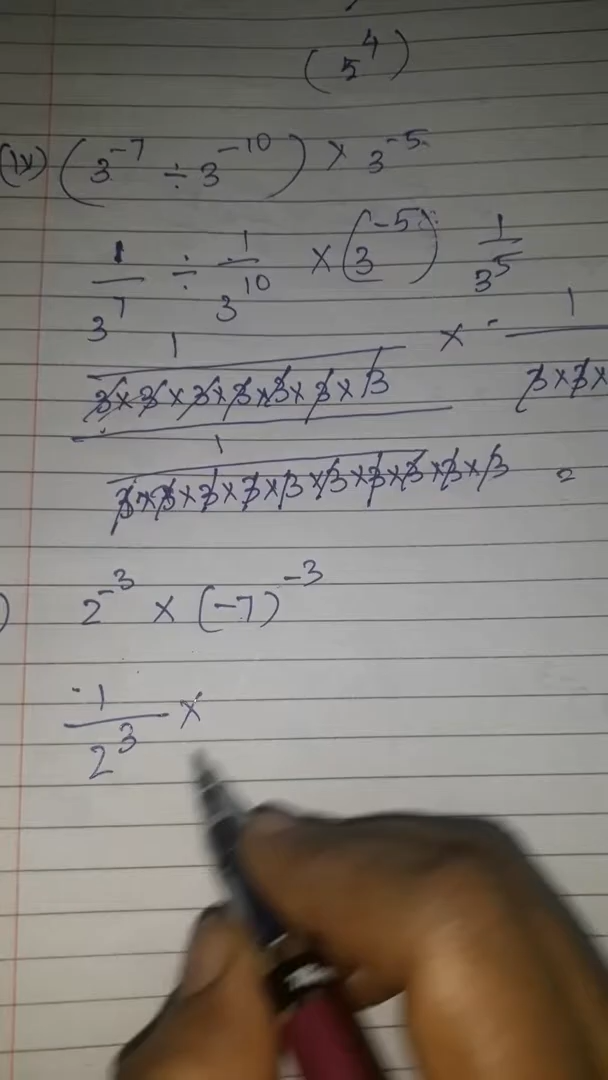 (5^4)
(iv) (3^-7 ÷ 3^-10) × 3^-5
1/3^7 ÷ 1/3^10 × (3^-5) 1/3^5
1/(3×3×3×3×3×3×3) × 1/(3×3×
1/(3×3×3×3×3×3×3×3×3×3) =
) 2^-3 × (-7)^-3
1/2^3 ×